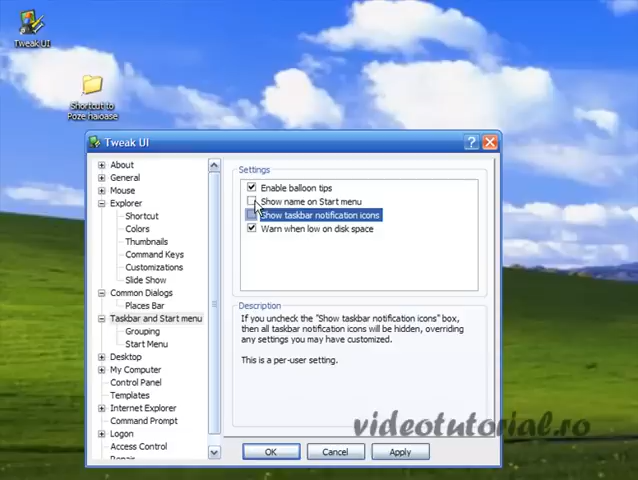 Tweak UI
Shortcut to
Poze haioase
Tweak UI
About
General
Mouse
Explorer
Shortcut
Colors
Thumbnails
Command Keys
Customizations
Slide Show
Common Dialogs
Places Bar
Taskbar and Start menu
Grouping
Start Menu
Desktop
My Computer
Control Panel
Templates
Internet Explorer
Command Prompt
Logon
Access Control
Repair
Settings
Enable balloon tips
Show name on Start menu
Show taskbar notification icons
Warn when low on disk space
Description
If you uncheck the "Show taskbar notification icons" box,
then all taskbar notification icons will be hidden, overriding
any settings you may have customized.
This is a per-user setting.
videotutorial.ro
OK
Cancel
Apply